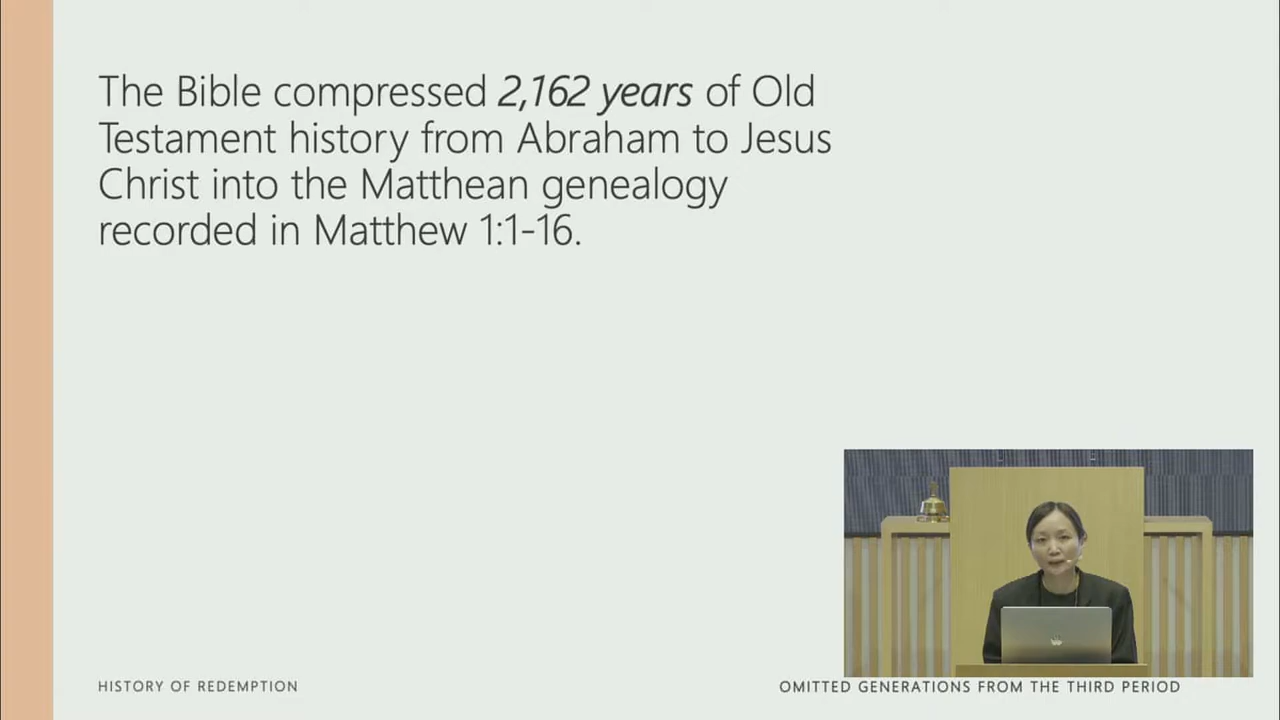 The Bible compressed 2,162 years of Old
Testament history from Abraham to Jesus
Christ into the Matthean genealogy
recorded in Matthew 1:1-16.
HISTORY OF REDEMPTION
OMITTED GENERATIONS FROM THE THIRD PERIOD